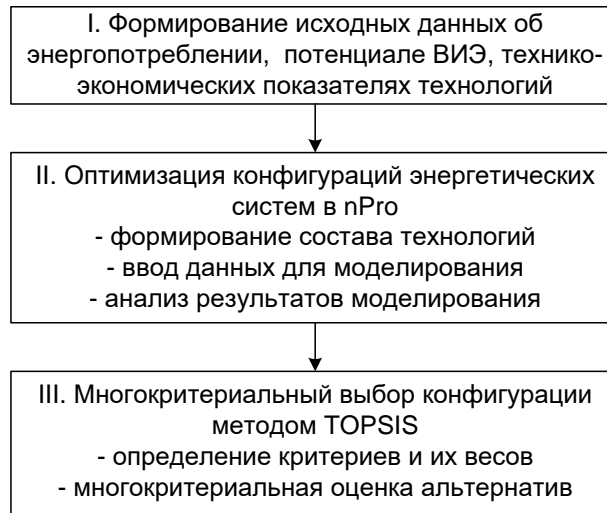 I. Формирование исходных данных об
энергопотреблении, потенциале ВИЭ, технико-
экономических показателях технологий
II. Оптимизация конфигураций энергетических
систем в nPro
- формирование состава технологий
- ввод данных для моделирования
- анализ результатов моделирования
III. Многокритериальный выбор конфигурации
методом TOPSIS
- определение критериев и их весов
- многокритериальная оценка альтернатив